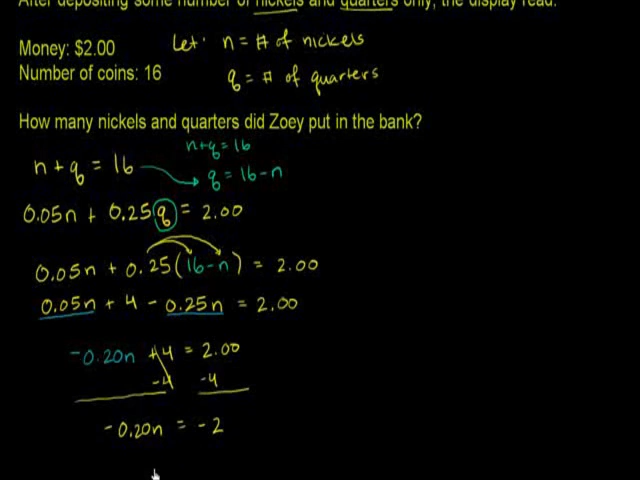 After depositing some number of nickels and quarters only, the display read:
Money: $2.00
Number of coins: 16
Let n = # of nickels
q = # of quarters
How many nickels and quarters did Zoey put in the bank?
n+q = 16
n + q = 16
q = 16-n
0.05n + 0.25q = 2.00
0.05n + 0.25(16-n) = 2.00
0.05n + 4 - 0.25n = 2.00
-0.20n +4 = 2.00
-4 -4
-0.20n = -2